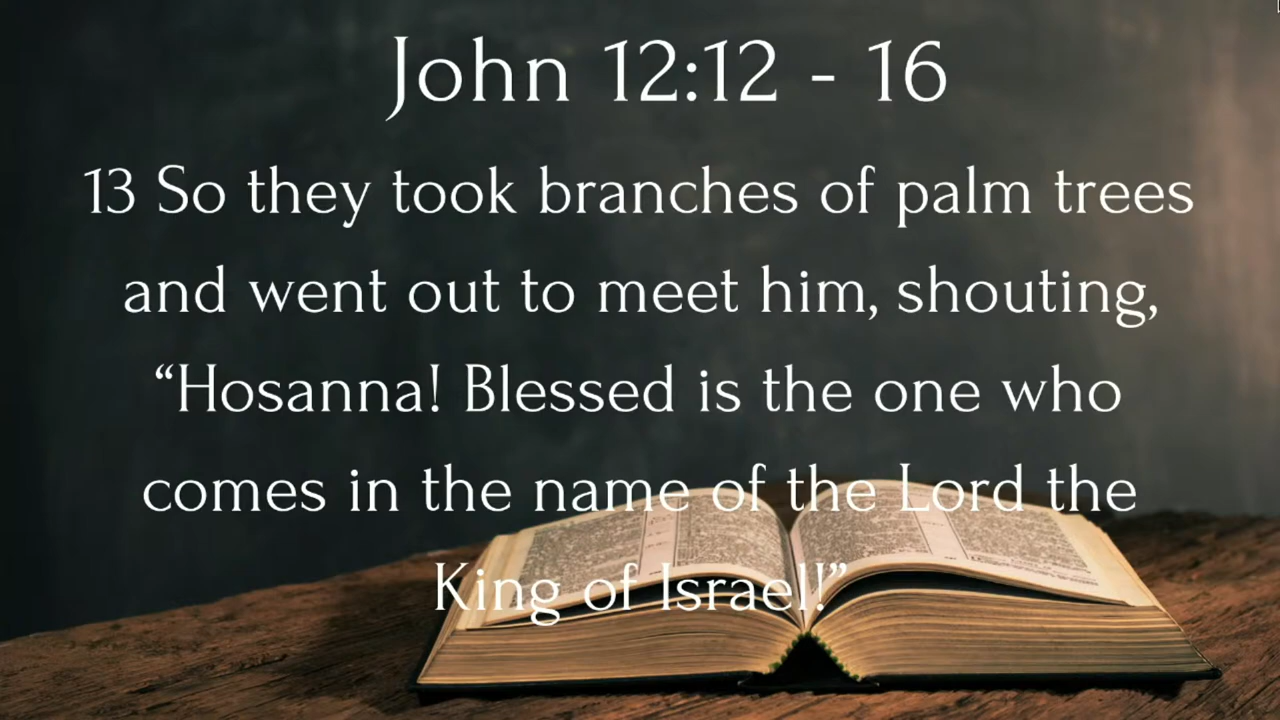 John 12:12 - 16
13 So they took branches of palm trees
and went out to meet him, shouting,
“Hosanna! Blessed is the one who
comes in the name of the Lord the
King of Israel!”